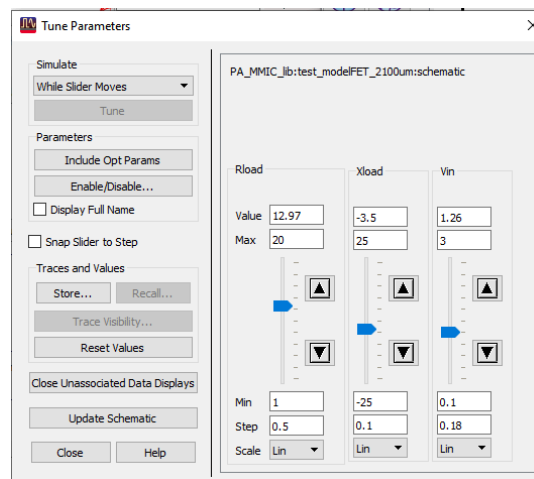 Tune Parameters
Simulate
While Slider Moves
Tune
Parameters
Include Opt Params
Enable/Disable...
Display Full Name
Snap Slider to Step
Traces and Values
Store... Recall...
Trace Visibility...
Reset Values
Close Unassociated Data Displays
Update Schematic
Close Help
PA_MMIC_lib:test_modelFET_2100um:schematic
Rload Xload Vin
Value 12.97 -3.5 1.26
Max 20 25 3
Min 1 -25 0.1
Step 0.5 0.1 0.18
Scale Lin Lin Lin